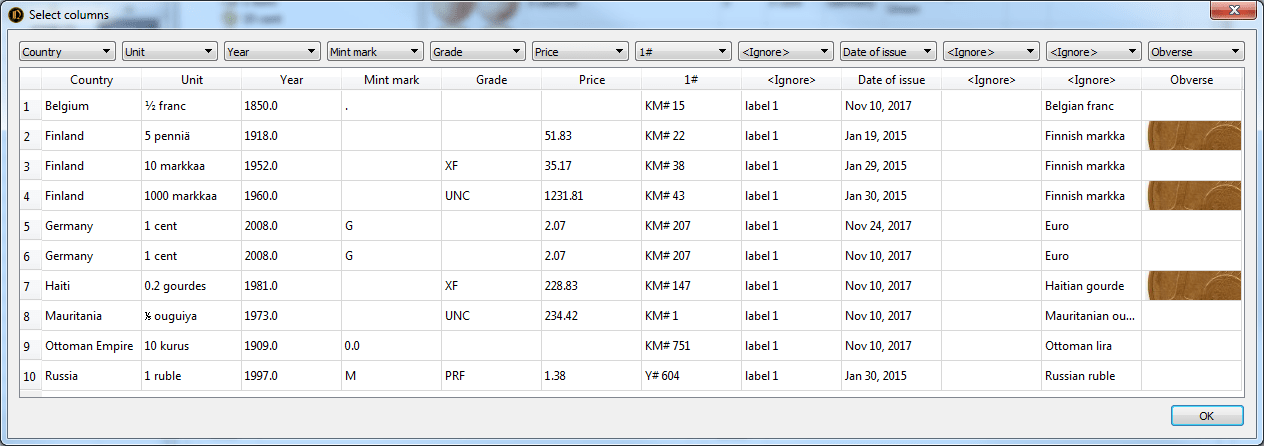 Select columns
Country Unit Year Mint mark Grade Price 1# <Ignore> Date of issue <Ignore> <Ignore> Obverse
Country Unit Year Mint mark Grade Price 1# <Ignore> Date of issue <Ignore> <Ignore> Obverse
1 Belgium ½ franc 1850.0 . KM# 15 label 1 Nov 10, 2017 Belgian franc
2 Finland 5 penniä 1918.0 51.83 KM# 22 label 1 Jan 19, 2015 Finnish markka
3 Finland 10 markkaa 1952.0 XF 35.17 KM# 38 label 1 Jan 29, 2015 Finnish markka
4 Finland 1000 markkaa 1960.0 UNC 1231.81 KM# 43 label 1 Jan 30, 2015 Finnish markka
5 Germany 1 cent 2008.0 G 2.07 KM# 207 label 1 Nov 24, 2017 Euro
6 Germany 1 cent 2008.0 G 2.07 KM# 207 label 1 Nov 10, 2017 Euro
7 Haiti 0.2 gourdes 1981.0 XF 228.83 KM# 147 label 1 Nov 10, 2017 Haitian gourde
8 Mauritania ouguiya 1973.0 UNC 234.42 KM# 1 label 1 Nov 10, 2017 Mauritanian ou...
9 Ottoman Empire 10 kurus 1909.0 0.0 KM# 751 label 1 Nov 10, 2017 Ottoman lira
10 Russia 1 ruble 1997.0 M PRF 1.38 Y# 604 label 1 Jan 30, 2015 Russian ruble
OK